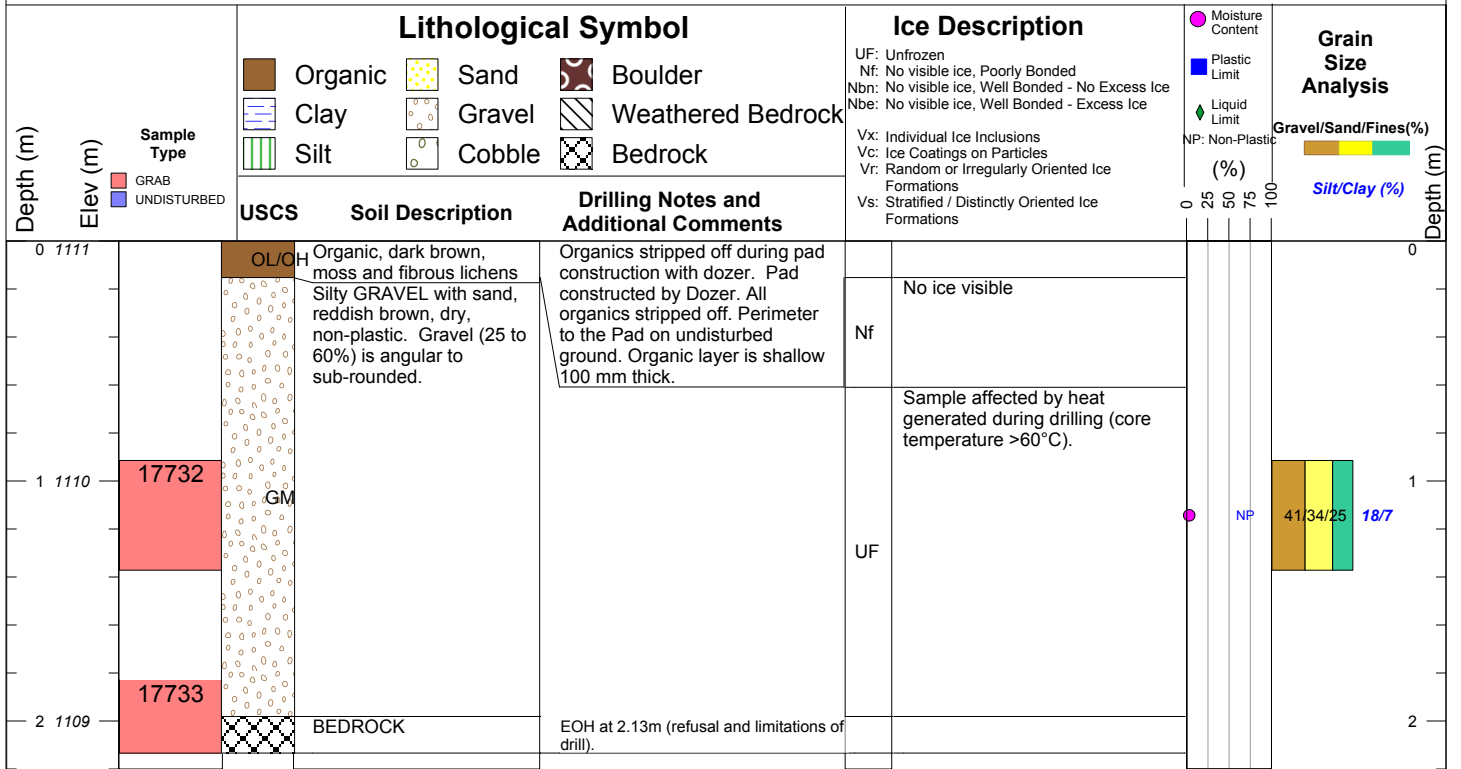 Lithological Symbol
Organic
Sand
Boulder
Clay
Gravel
Weathered Bedrock
Silt
Cobble
Bedrock
Ice Description
UF: Unfrozen
Nf: No visible ice, Poorly Bonded
Nbn: No visible ice, Well Bonded - No Excess Ice
Nbe: No visible ice, Well Bonded - Excess Ice
Vx: Individual Ice Inclusions
Vc: Ice Coatings on Particles
Vr: Random or Irregularly Oriented Ice
Formations
Vs: Stratified / Distinctly Oriented Ice
Formations
Moisture
Content
Plastic
Limit
Liquid
Limit
NP: Non-Plastic
(%)
0 25 50 75 100
Grain
Size
Analysis
Gravel/Sand/Fines(%)
Silt/Clay (%)
Depth (m)
Depth (m)
Elev (m)
Sample
Type
GRAB
UNDISTURBED
USCS
Soil Description
Drilling Notes and
Additional Comments
0 1111
OL/OH
Organic, dark brown,
moss and fibrous lichens
Silty GRAVEL with sand,
reddish brown, dry,
non-plastic. Gravel (25 to
60%) is angular to
sub-rounded.
Organics stripped off during pad
construction with dozer. Pad
constructed by Dozer. All
organics stripped off. Perimeter
to the Pad on undisturbed
ground. Organic layer is shallow
100 mm thick.
Nf
No ice visible
Sample affected by heat
generated during drilling (core
temperature >60°C).
0
1 1110
17732
GM
UF
NP
41/34/25
18/7
1
17733
2 1109
BEDROCK
EOH at 2.13m (refusal and limitations of
drill).
2